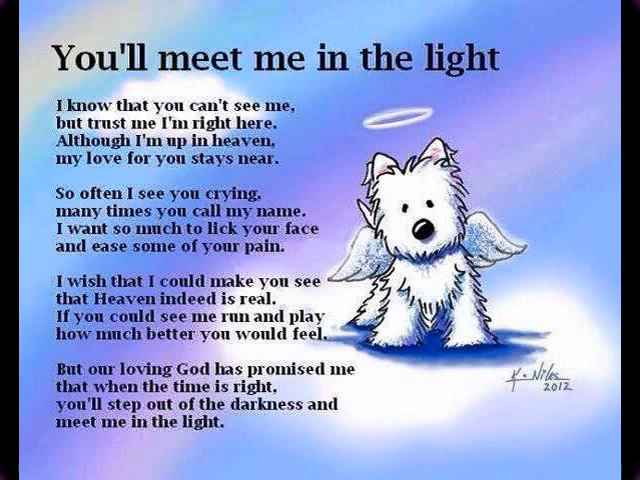 You'll meet me in the light
I know that you can't see me,
but trust me I'm right here.
Although I'm up in heaven,
my love for you stays near.
So often I see you crying,
many times you call my name.
I want so much to lick your face
and ease some of your pain.
I wish that I could make you see
that Heaven indeed is real.
If you could see me run and play
how much better you would feel.
But our loving God has promised me
that when the time is right,
you'll step out of the darkness and
meet me in the light.
K. Niles
2012